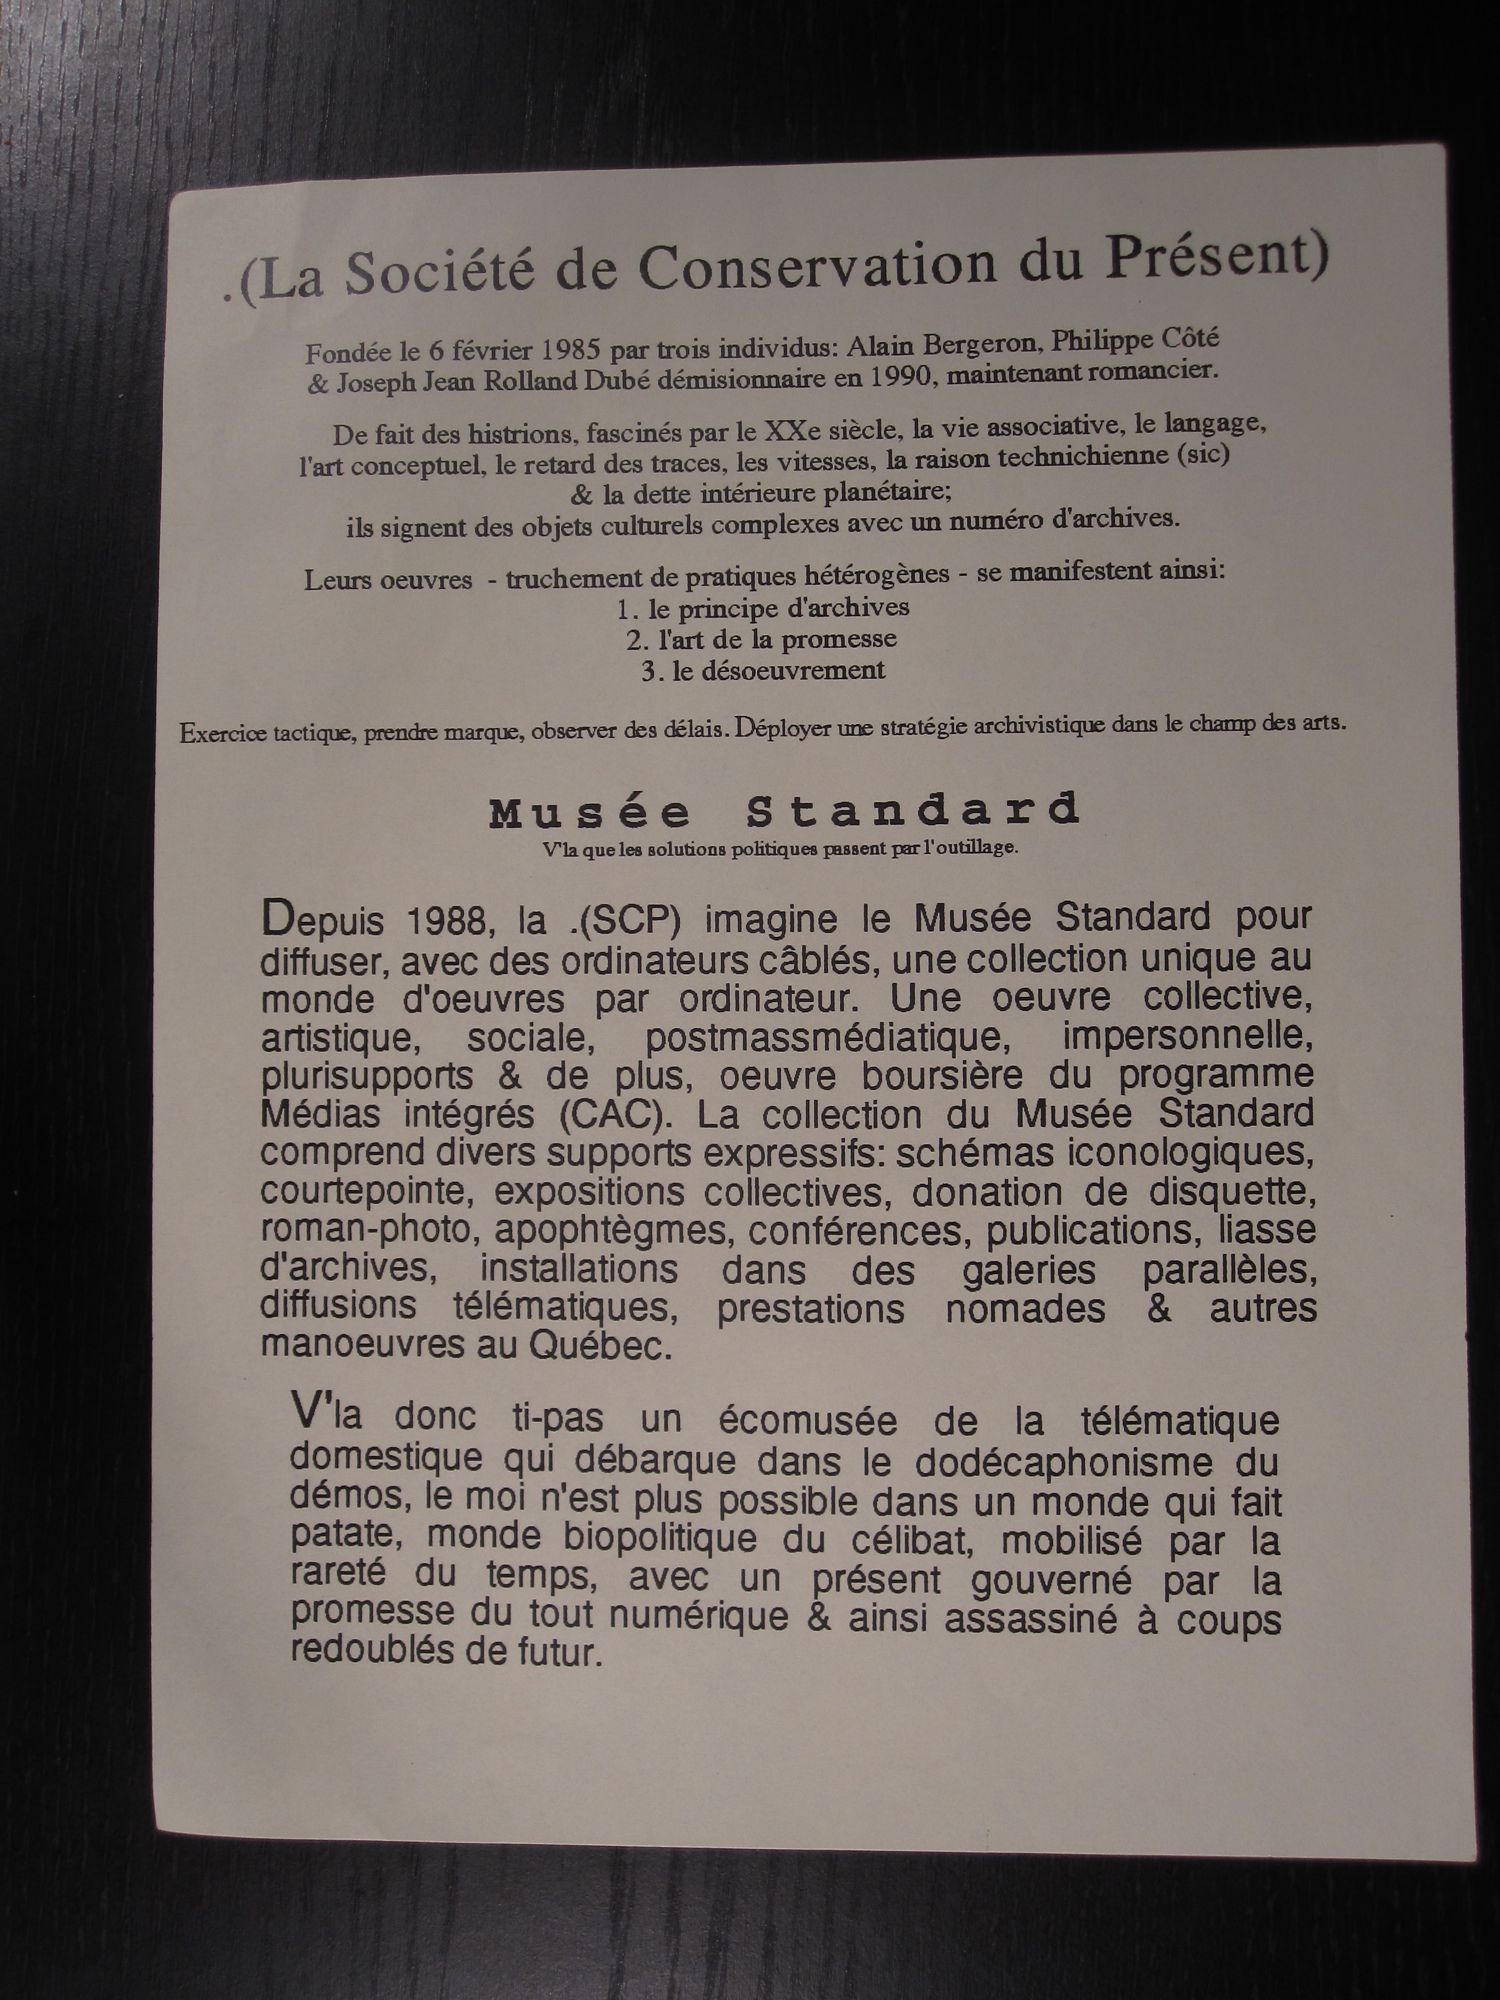 .(La Société de Conservation du Présent)
Fondée le 6 février 1985 par trois individus: Alain Bergeron, Philippe Côté
& Joseph Jean Rolland Dubé démisionnaire en 1990, maintenant romancier.
De fait des histrions, fascinés par le XXe siècle, la vie associative, le langage,
l'art conceptuel, le retard des traces, les vitesses, la raison technichienne (sic)
& la dette intérieure planétaire;
ils signent des objets culturels complexes avec un numéro d'archives.
Leurs oeuvres - truchement de pratiques hétérogènes - se manifestent ainsi:
1. le principe d'archives
2. l'art de la promesse
3. le désoeuvrement
Exercice tactique, prendre marque, observer des délais. Déployer une stratégie archivistique dans le champ des arts.
Musée Standard
V'la que les solutions politiques passent par l'outillage.
Depuis 1988, la .(SCP) imagine le Musée Standard pour
diffuser, avec des ordinateurs câblés, une collection unique au
monde d'oeuvres par ordinateur. Une oeuvre collective,
artistique, sociale, postmassmédiatique, impersonnelle,
plurisupports & de plus, oeuvre boursière du programme
Médias intégrés (CAC). La collection du Musée Standard
comprend divers supports expressifs: schémas iconologiques,
courtepointe, expositions collectives, donation de disquette,
roman-photo, apophtègmes, conférences, publications, liasse
d'archives, installations dans des galeries parallèles,
diffusions télématiques, prestations nomades & autres
manoeuvres au Québec.
V'la donc ti-pas un écomusée de la télématique
domestique qui débarque dans le dodécaphonisme du
démos, le moi n'est plus possible dans un monde qui fait
patate, monde biopolitique du célibat, mobilisé par la
rareté du temps, avec un présent gouverné par la
promesse du tout numérique & ainsi assassiné à coups
redoublés de futur.